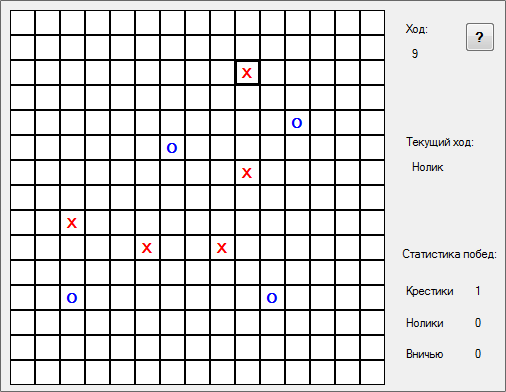 Ход:
9
?
X
O
O
Текущий ход:
Нолик
X
X
X X
Статистика побед:
O O
Крестики 1
Нолики 0
Вничью 0